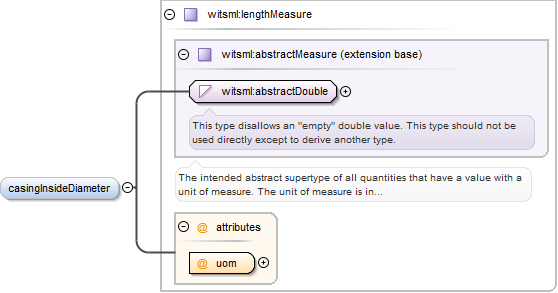 witsml:lengthMeasure
witsml:abstractMeasure (extension base)
witsml:abstractDouble
This type disallows an "empty" double value. This type should not be
used directly except to derive another type.
The intended abstract supertype of all quantities that have a value with a
unit of measure. The unit of measure is in...
casingInsideDiameter
@ attributes
@ uom